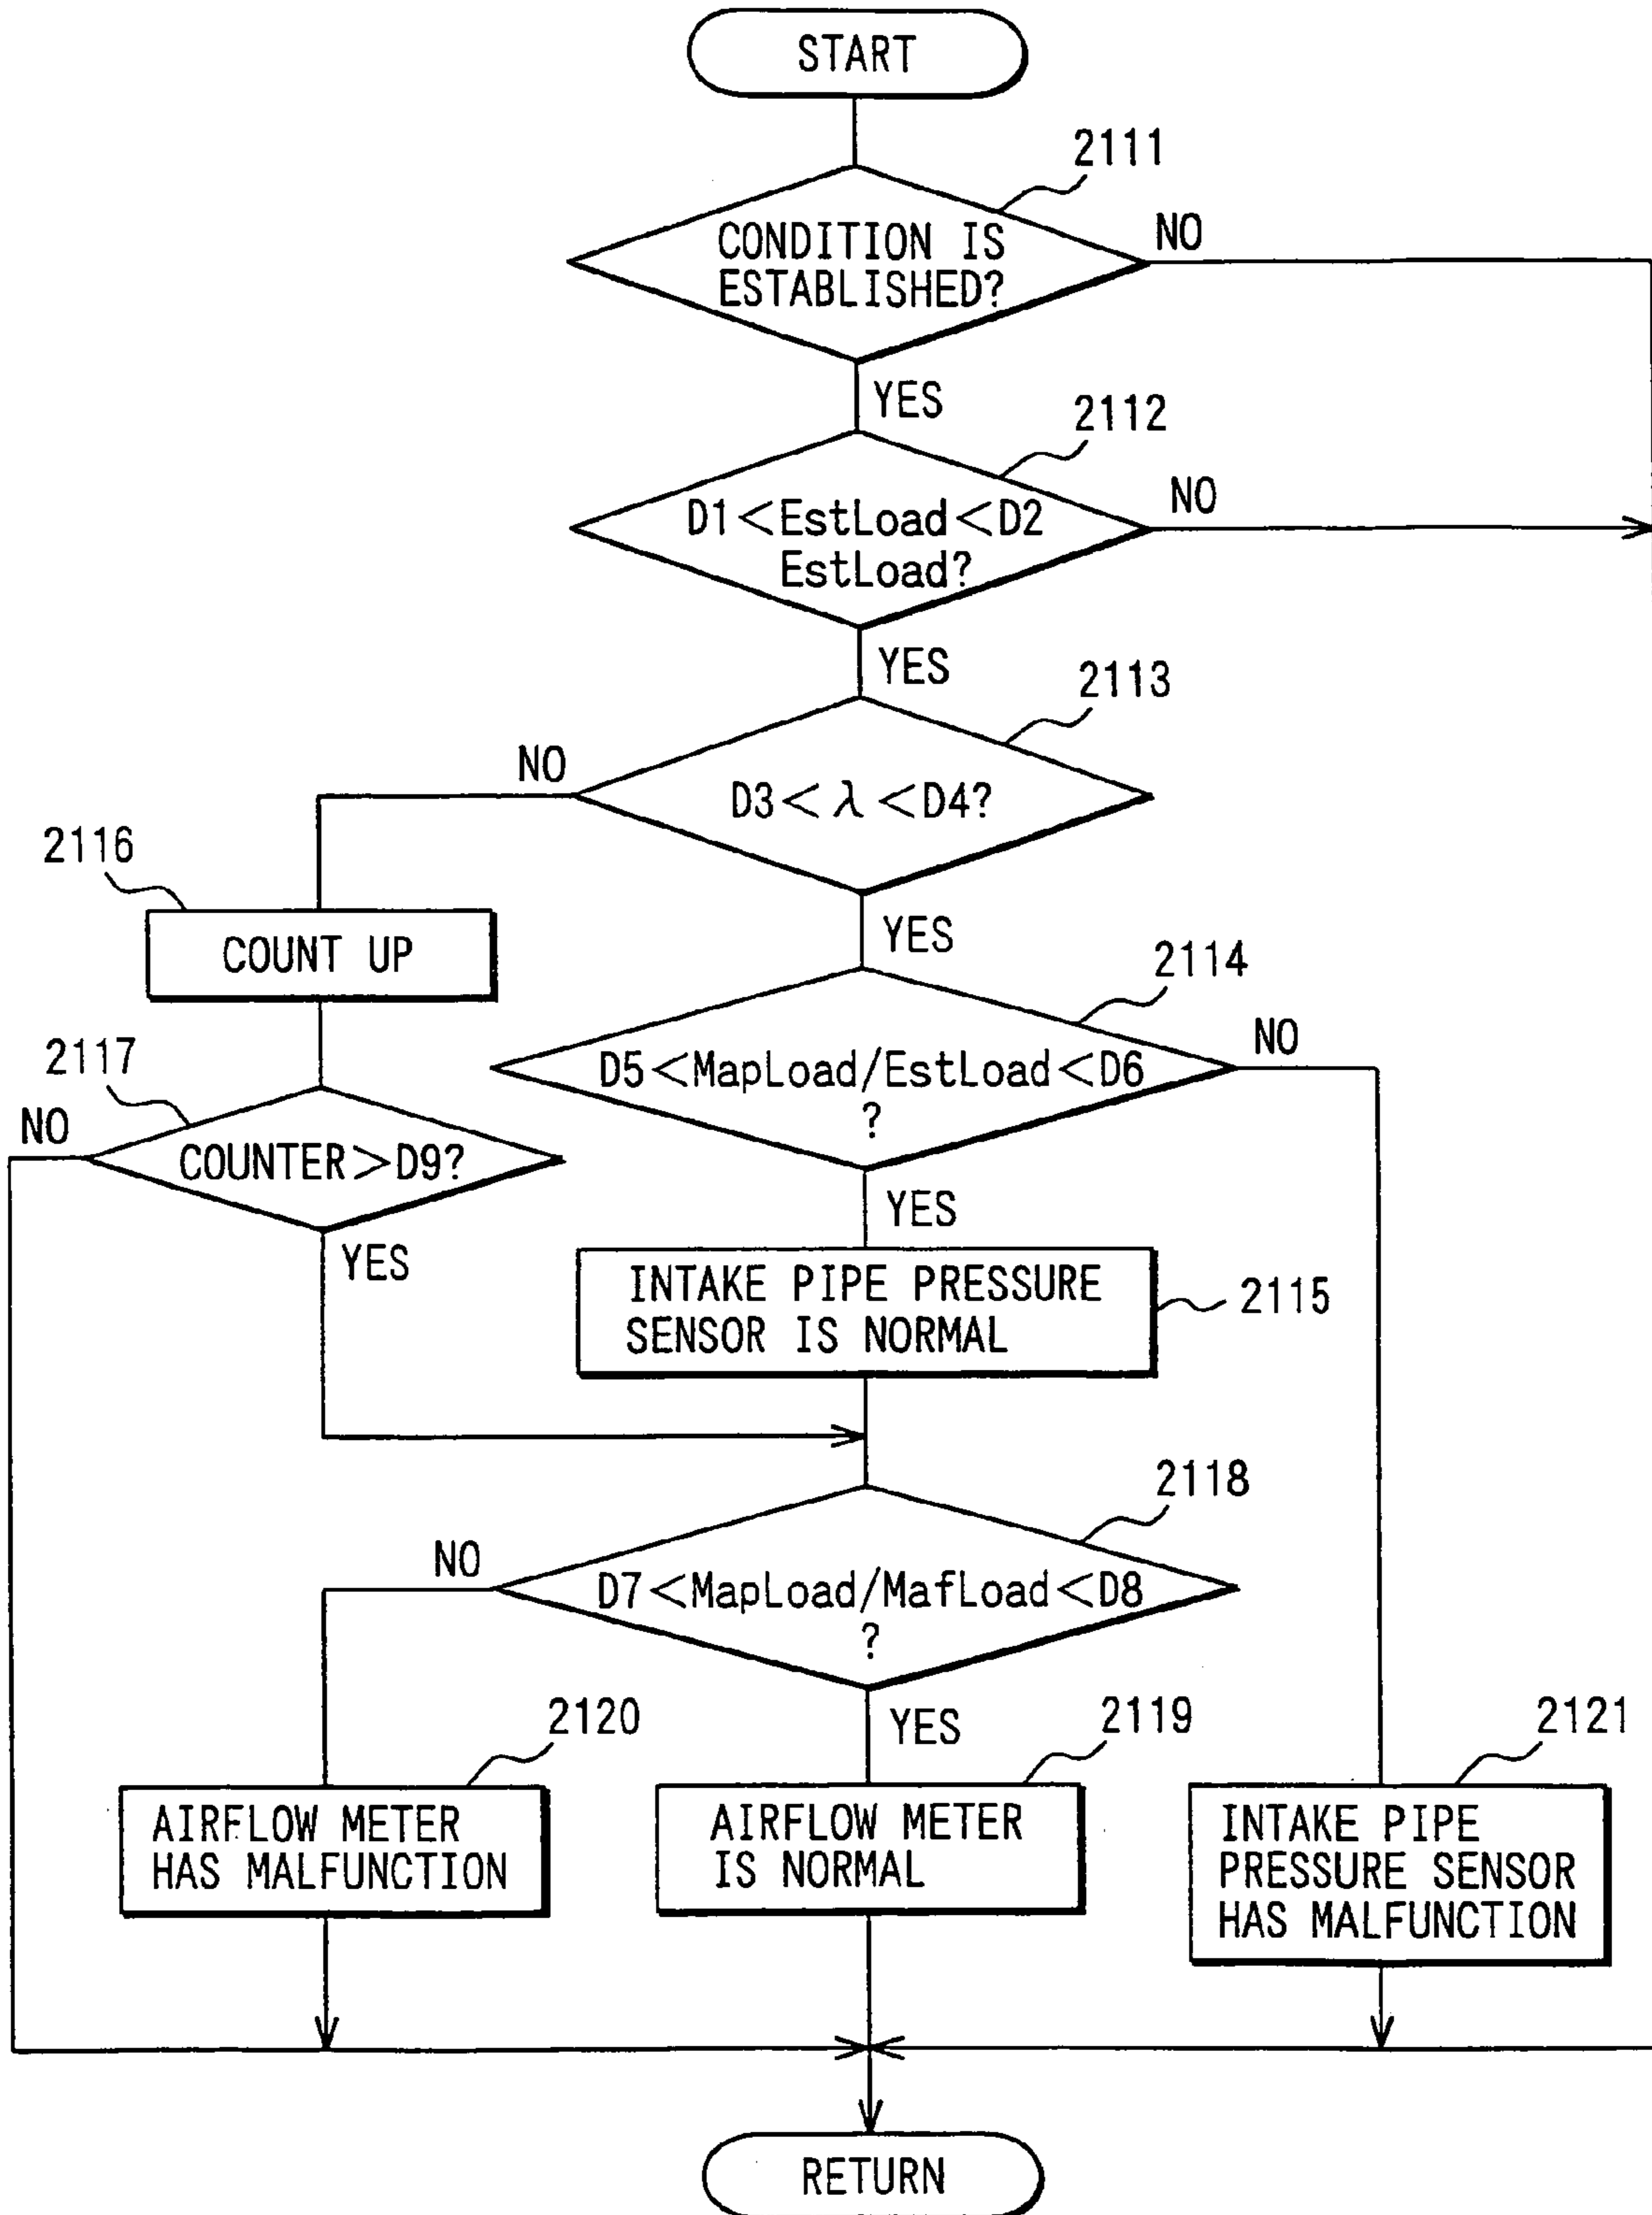 START
2111
CONDITION IS
ESTABLISHED?
NO
YES
2112
D1<EstLoad<D2
EstLoad?
NO
YES
2113
D3<λ<D4?
NO
YES
2116
COUNT UP
2114
D5<MapLoad/EstLoad<D6
?
NO
YES
2117
COUNTER>D9?
NO
YES
INTAKE PIPE PRESSURE
SENSOR IS NORMAL
2115
2118
D7<MapLoad/MafLoad<D8
?
NO
YES
2120
AIRFLOW METER
HAS MALFUNCTION
2119
AIRFLOW METER
IS NORMAL
2121
INTAKE PIPE
PRESSURE SENSOR
HAS MALFUNCTION
RETURN